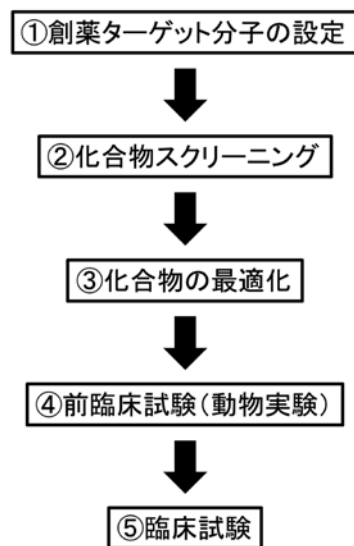 ①創薬ターゲット分子の設定
②化合物スクリーニング
③化合物の最適化
④前臨床試験(動物実験)
⑤臨床試験